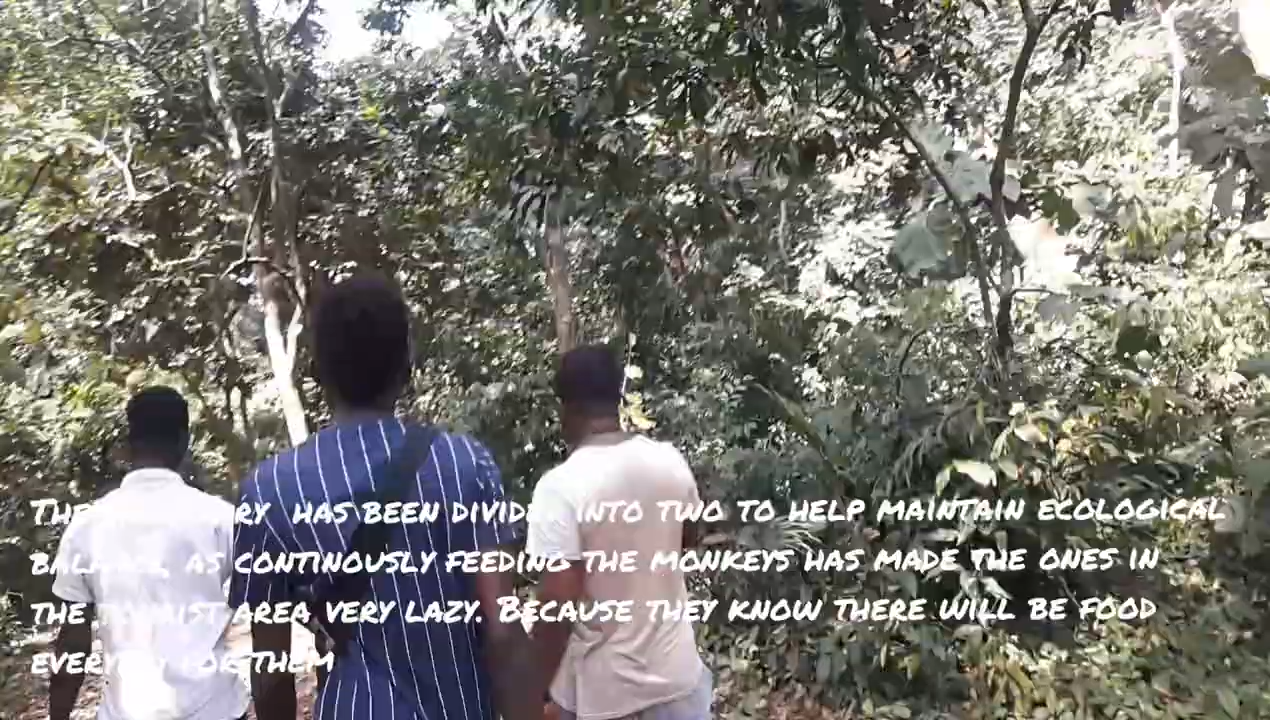 The has been divided into two to help maintain ecological
balance, as continously feeding the monkeys has made the ones in
the tourist area very lazy. Because they know there will be food
everyday for them